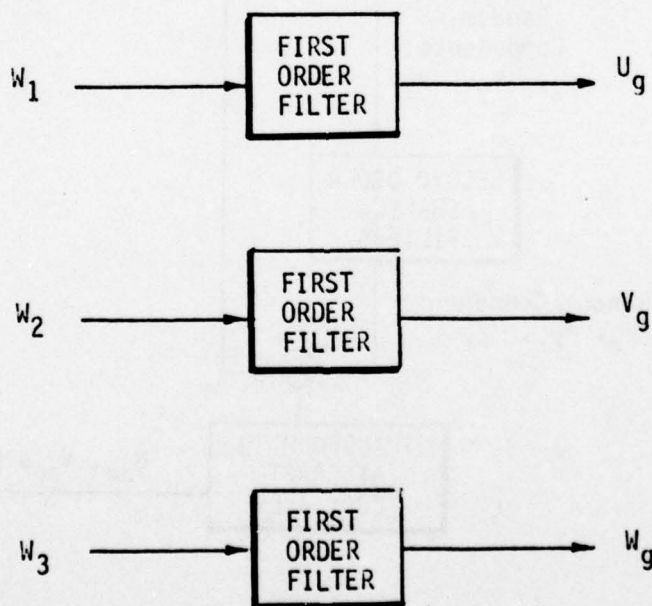 W1
FIRST
ORDER
FILTER
Ug
W2
FIRST
ORDER
FILTER
Vg
W3
FIRST
ORDER
FILTER
Wg